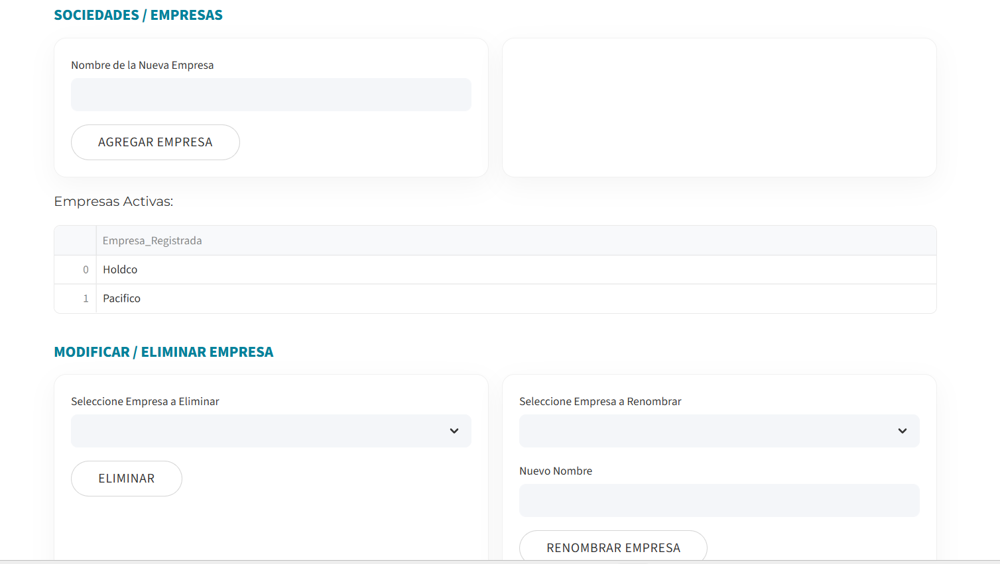 SOCIEDADES / EMPRESAS
Nombre de la Nueva Empresa
AGREGAR EMPRESA
Empresas Activas:
Empresa_Registrada
0 Holdco
1 Pacifico
MODIFICAR / ELIMINAR EMPRESA
Seleccione Empresa a Eliminar
ELIMINAR
Seleccione Empresa a Renombrar
Nuevo Nombre
RENOMBRAR EMPRESA